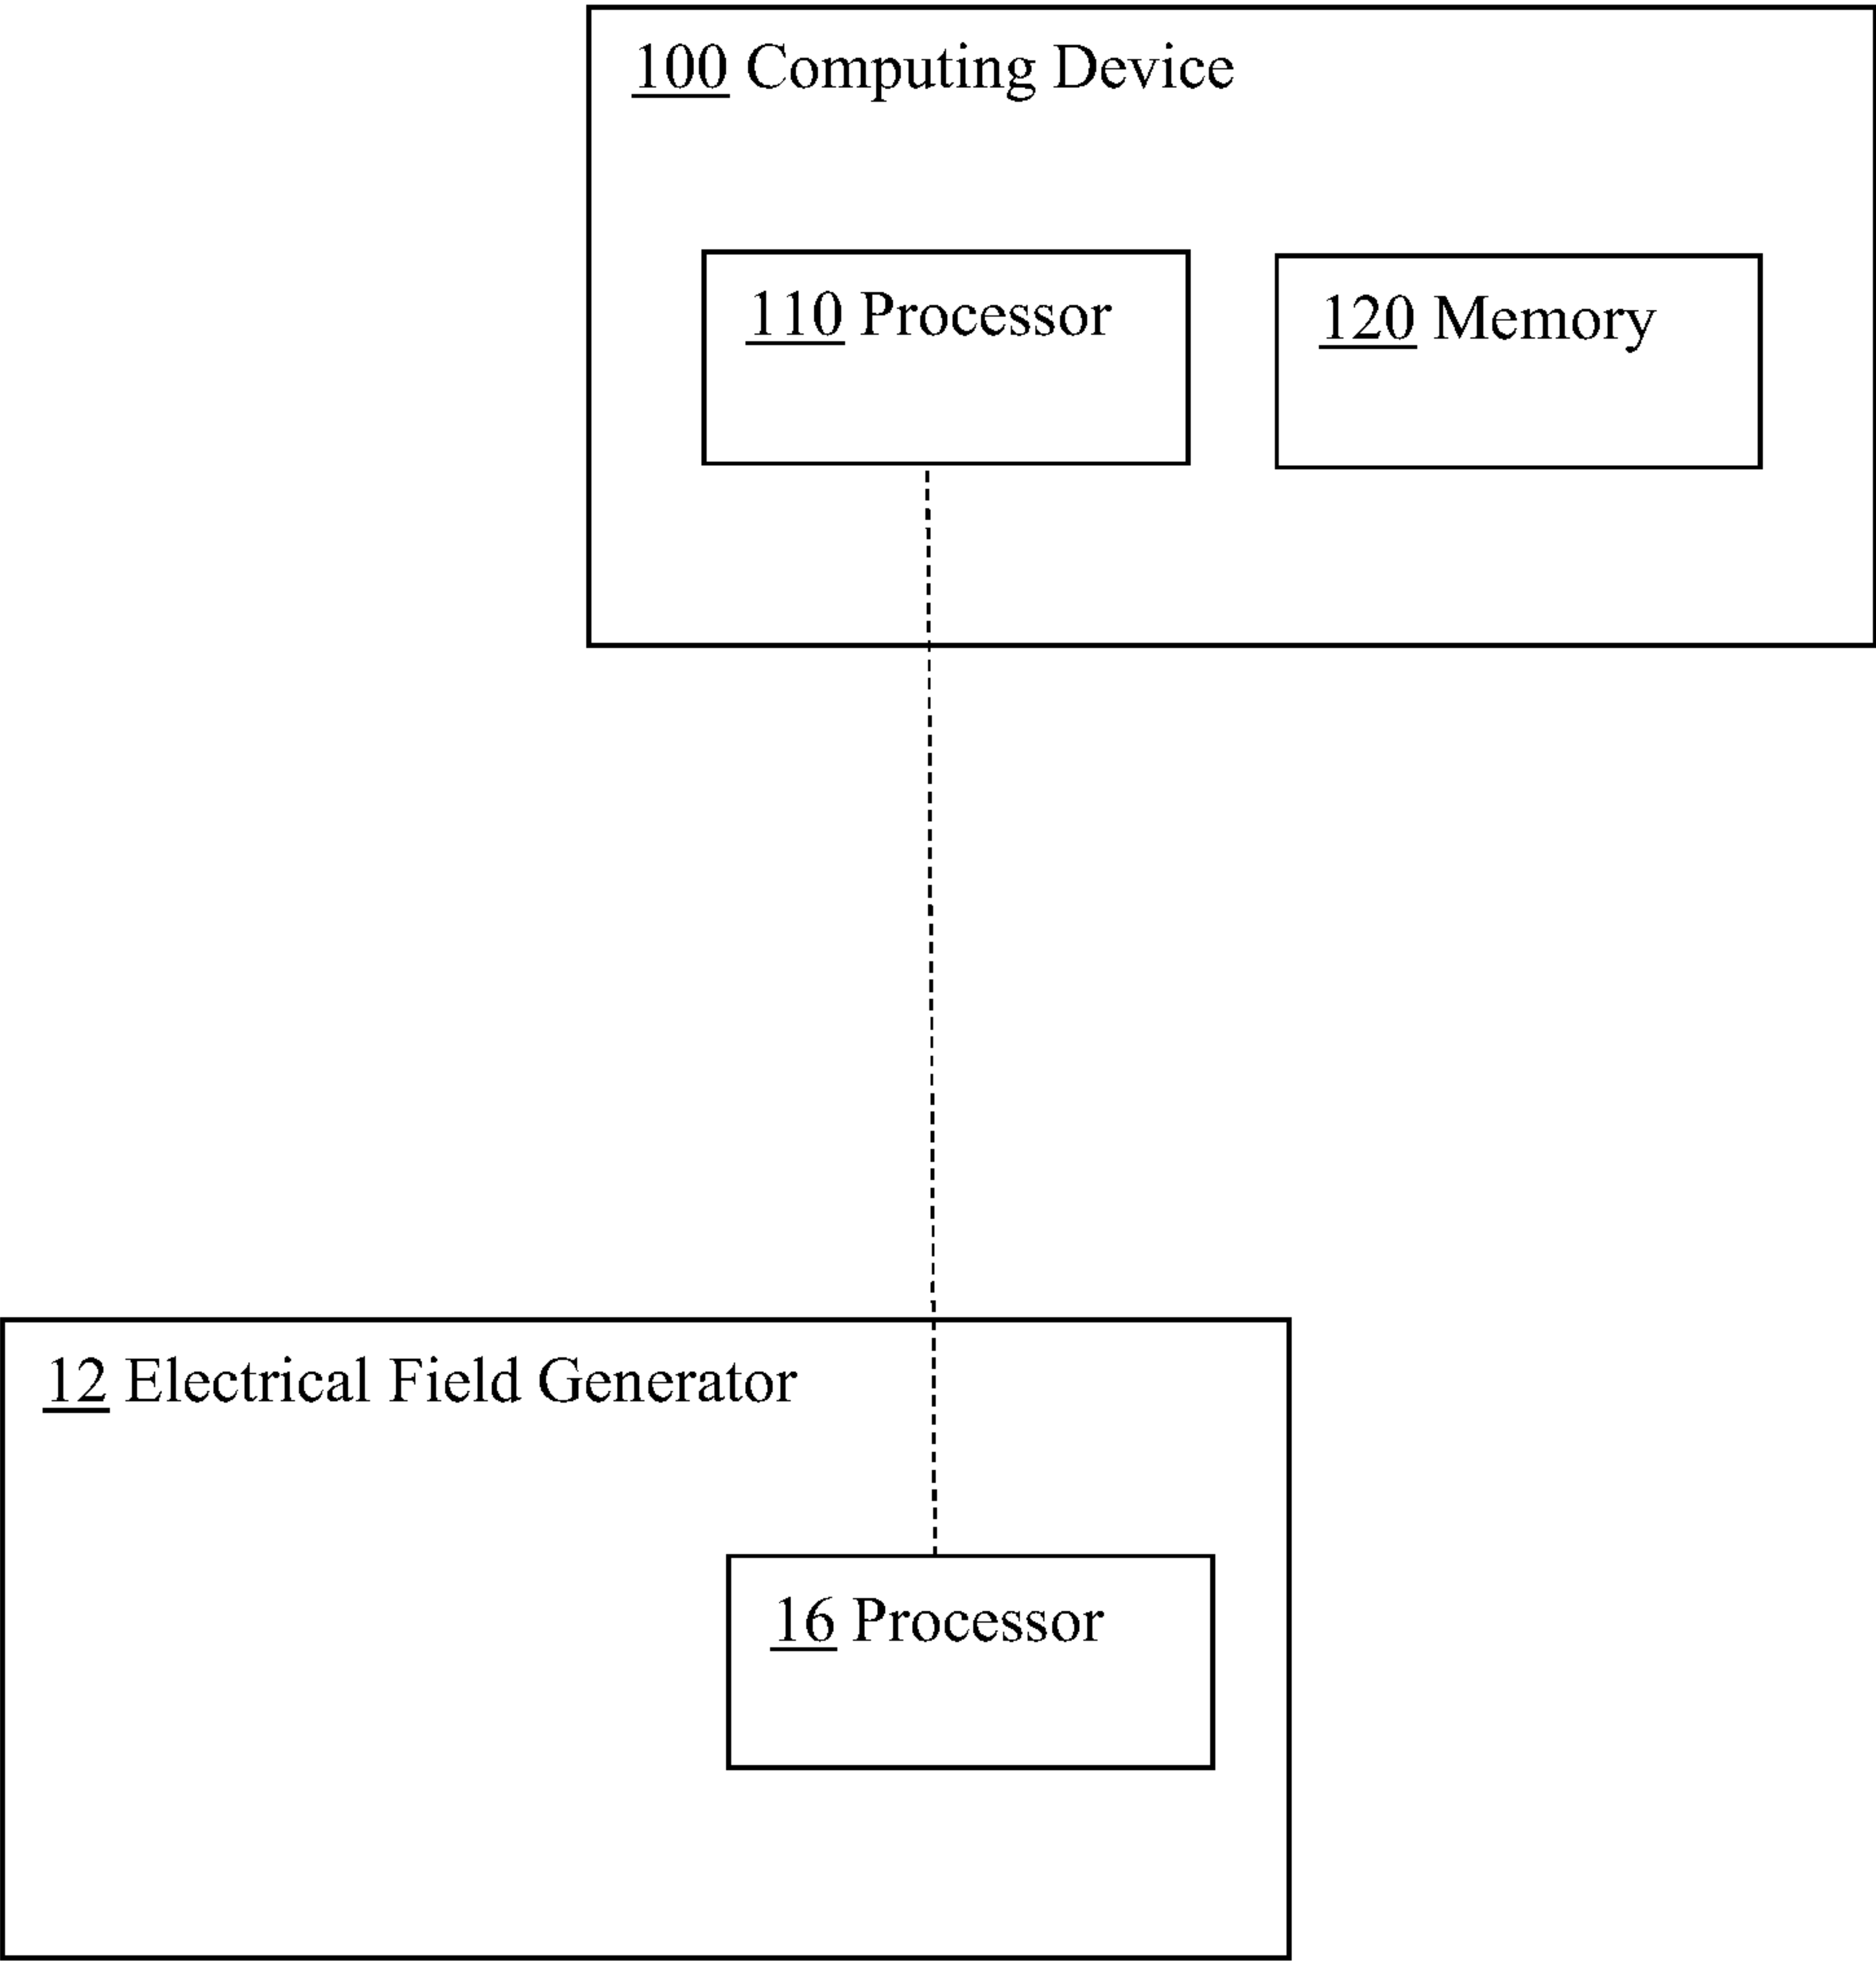 100 Computing Device
110 Processor
120 Memory
12 Electrical Field Generator
16 Processor